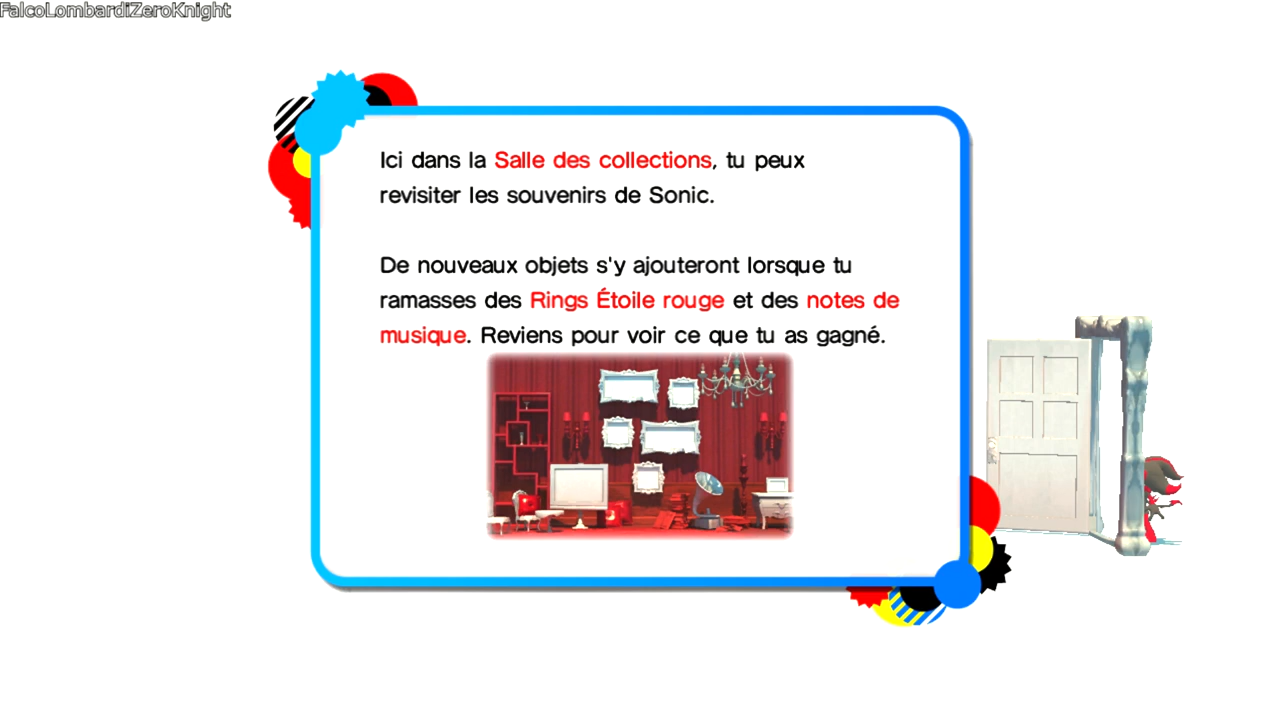 FalcoLombardiZeroKnight
Ici dans la Salle des collections, tu peux
revisiter les souvenirs de Sonic.
De nouveaux objets s'y ajouteront lorsque tu
ramasses des Rings Étoile rouge et des notes de
musique. Reviens pour voir ce que tu as gagné.